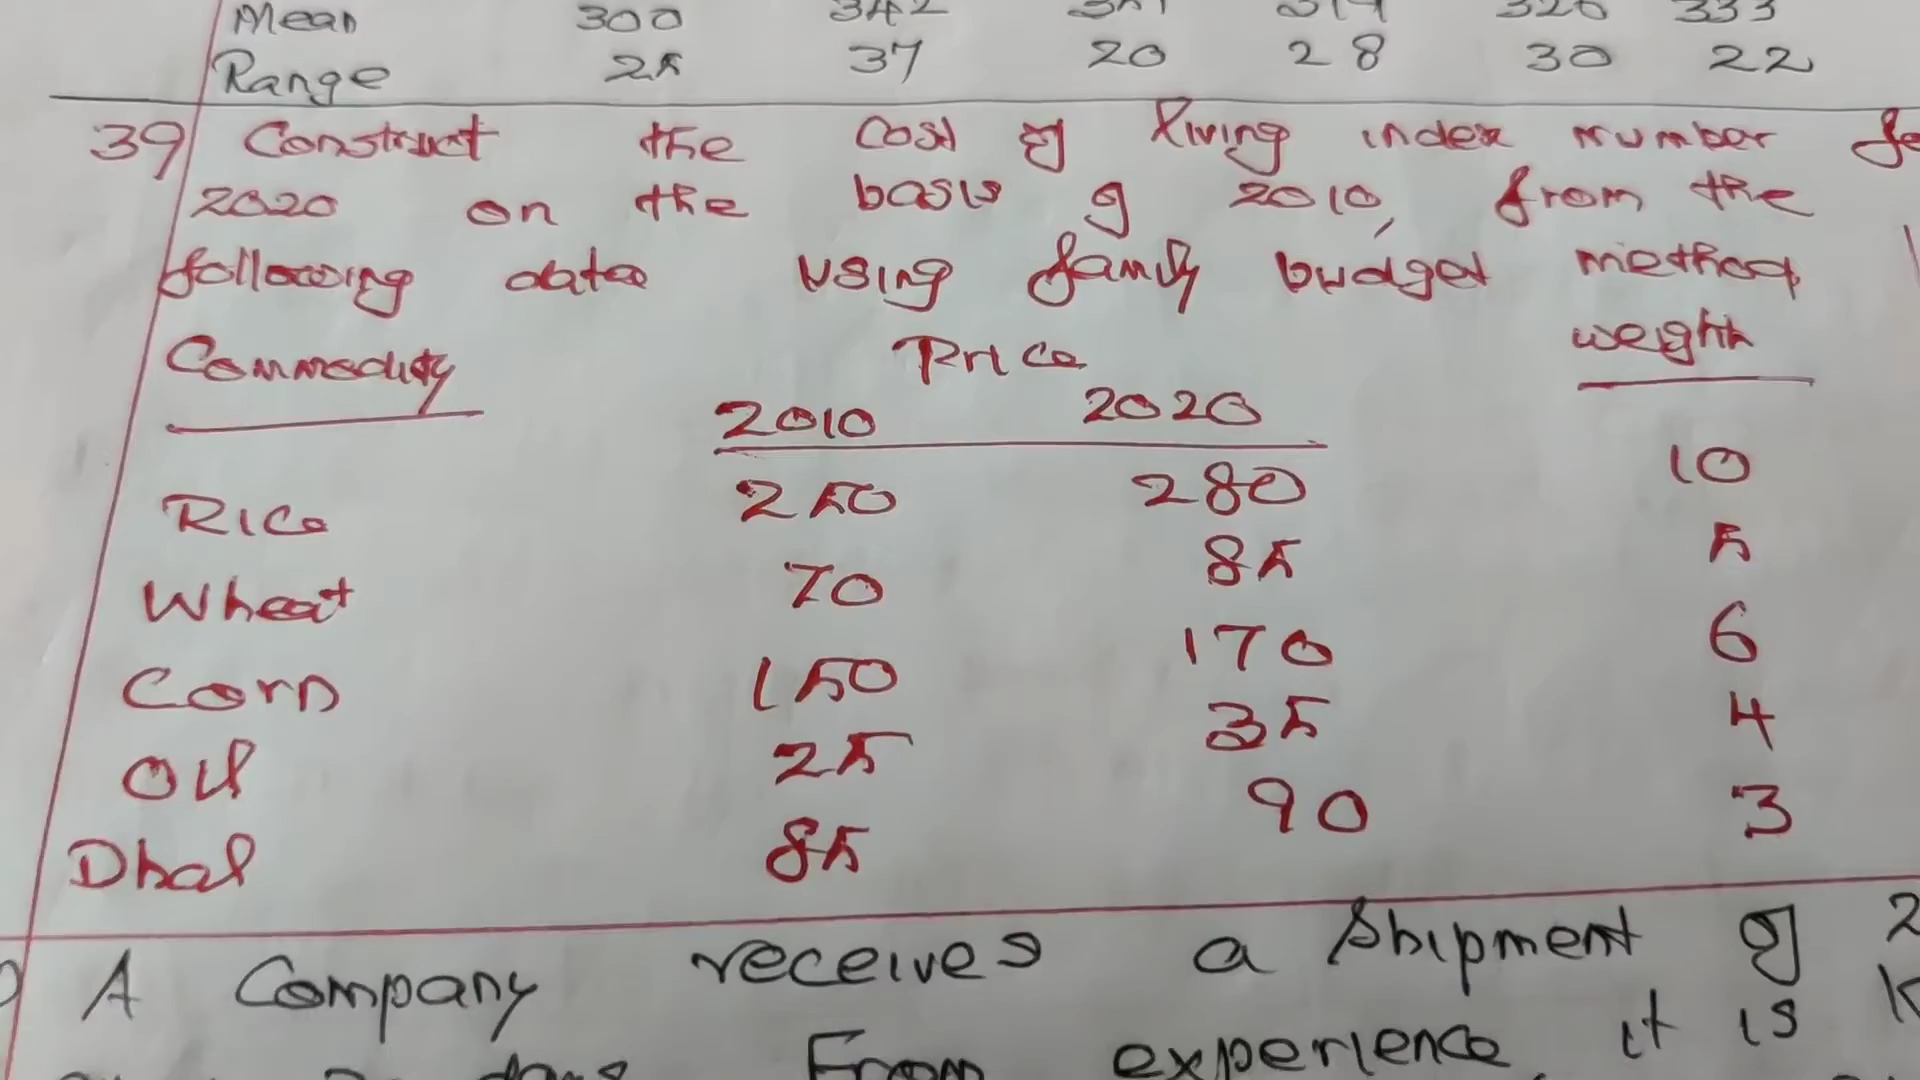 Mean 300 342 320 333
Range 25 37 20 28 30 22
39 Construct the cost of living index number
2020 on the basis of 2010, from the
following data using family budget method,
Commodity Price weight
2010 2020
Rice 250 280 10
Wheat 70 85 5
Corn 150 170 6
Oil 25 35 4
Dhal 85 90 3
A Company receives a shipment of
From experience, it is